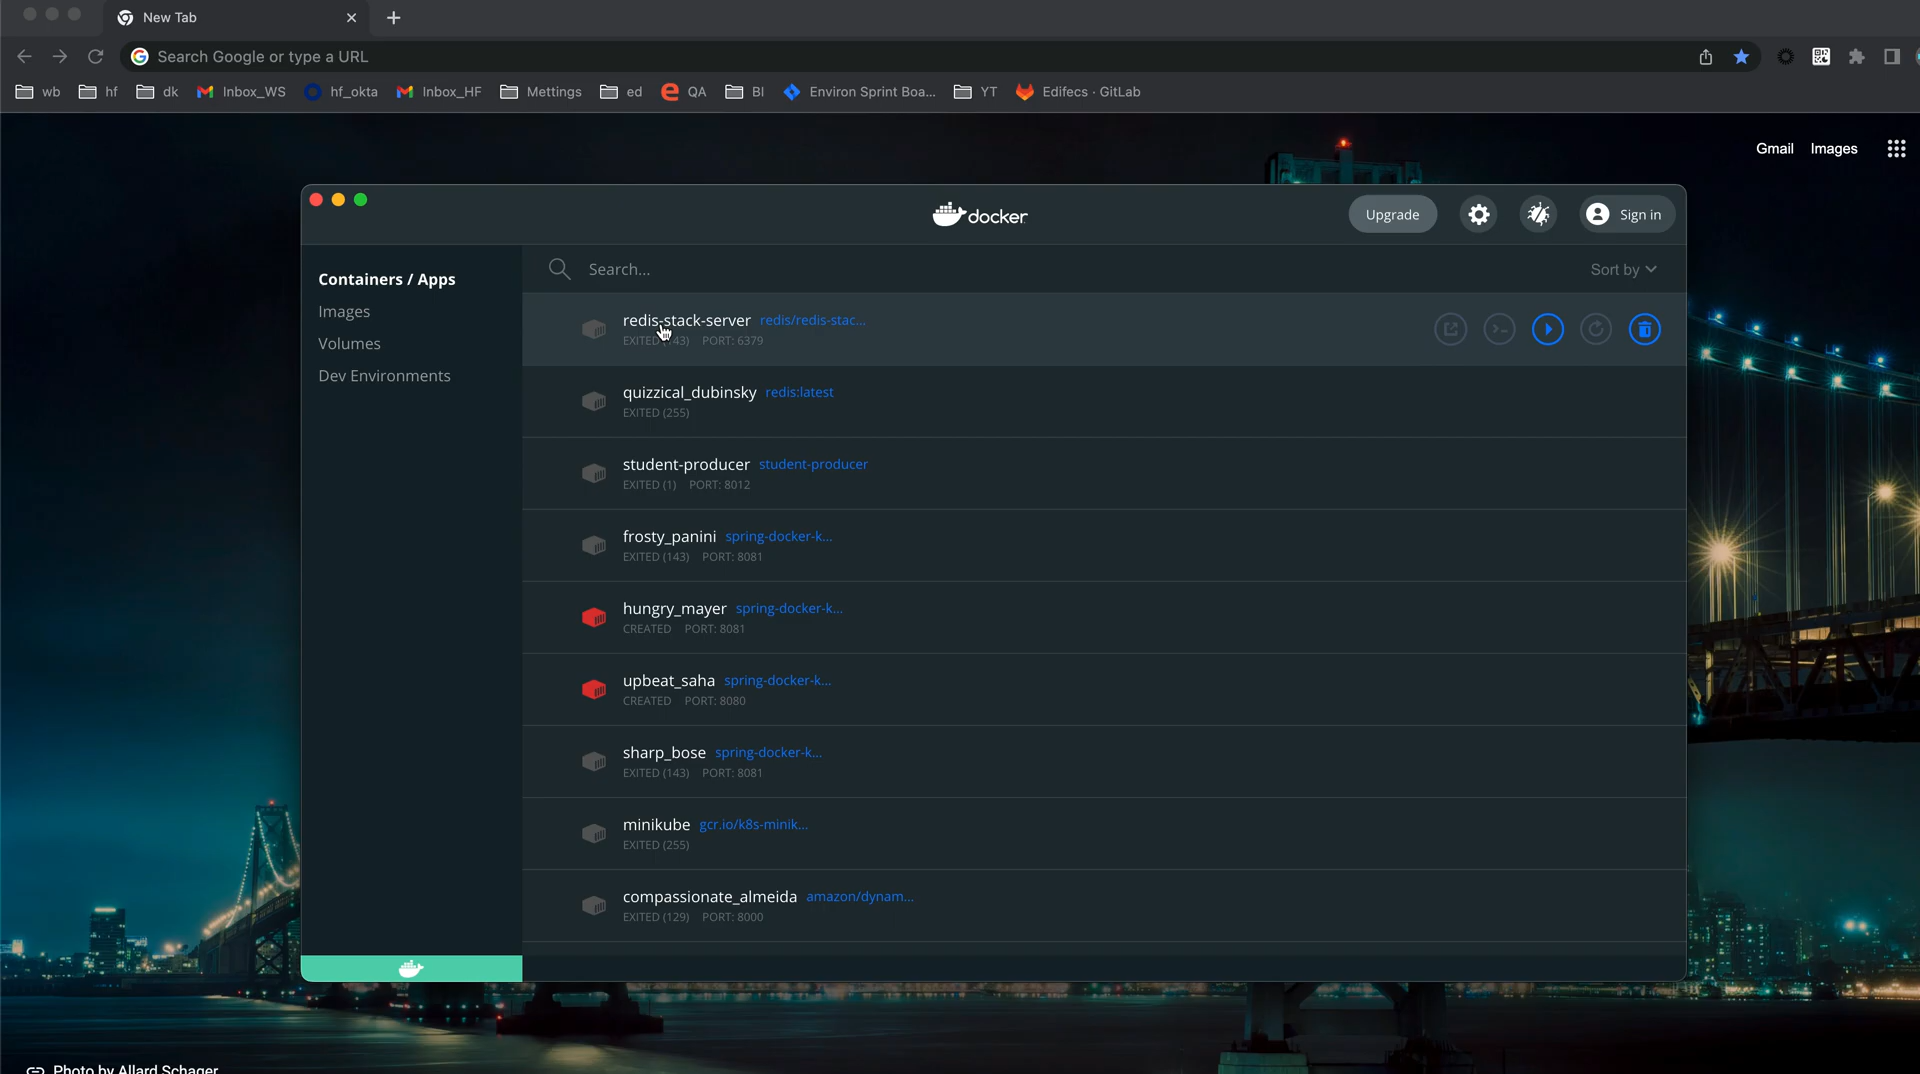 New Tab
Search Google or type a URL
wb hf dk Inbox_WS hf_okta Inbox_HF Mettings ed QA BI Environ Sprint Boa... YT Edifecs · GitLab
Gmail Images
docker
Upgrade
Sign in
Containers / Apps
Images
Volumes
Dev Environments
Search...
Sort by
redis-stack-server redis/redis-stac...
EXITED 43) PORT: 6379
quizzical_dubinsky redis:latest
EXITED (255)
student-producer student-producer
EXITED (1) PORT: 8012
frosty_panini spring-docker-k...
EXITED (143) PORT: 8081
hungry_mayer spring-docker-k...
CREATED PORT: 8081
upbeat_saha spring-docker-k...
CREATED PORT: 8080
sharp_bose spring-docker-k...
EXITED (143) PORT: 8081
minikube gcr.io/k8s-minik...
EXITED (255)
compassionate_almeida amazon/dynam...
EXITED (129) PORT: 8000
Photo by Allard Schager